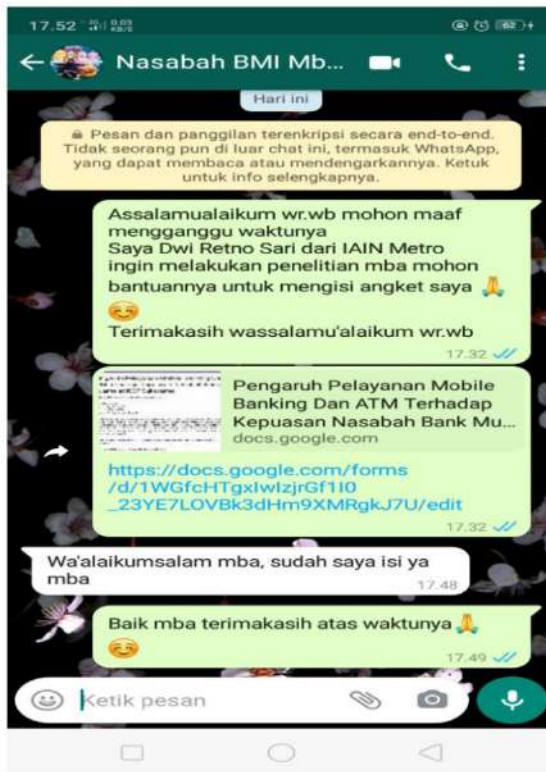 17.52
0,03
KB/S
62
Nasabah BMI Mb...
Hari ini
Pesan dan panggilan terenkripsi secara end-to-end.
Tidak seorang pun di luar chat ini, termasuk WhatsApp,
yang dapat membaca atau mendengarkannya. Ketuk
untuk info selengkapnya.
Assalamualaikum wr.wb mohon maaf
mengganggu waktunya
Saya Dwi Retno Sari dari IAIN Metro
ingin melakukan penelitian mba mohon
bantuannya untuk mengisi angket saya 🙏
☺️
Terimakasih wassalamu'alaikum wr.wb
17.32
Pengaruh Pelayanan Mobile
Banking Dan ATM Terhadap
Kepuasan Nasabah Bank Mu...
docs.google.com
https://docs.google.com/forms
/d/1WGfcHTgxIwIzjrGf1I0
_23YE7LOVBk3dHm9XMRgkJ7U/edit
17.32
Wa'alaikumsalam mba, sudah saya isi ya
mba
17.48
Baik mba terimakasih atas waktunya 🙏
☺️
17.49
Ketik pesan